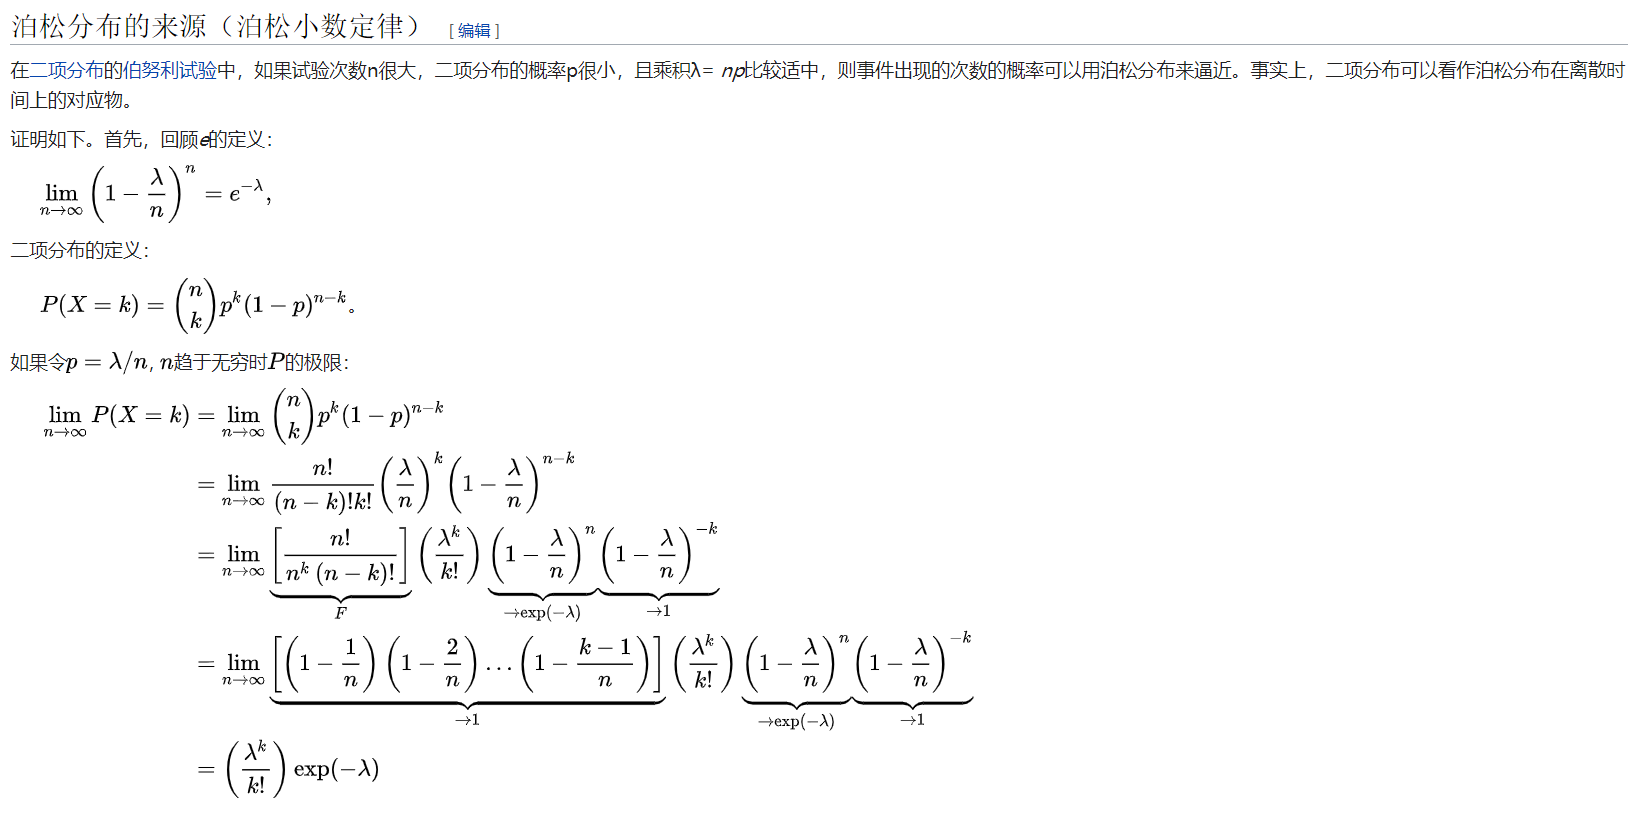 泊松分布的来源（泊松小数定律） [ 编辑 ]
在二项分布的伯努利试验中，如果试验次数n很大，二项分布的概率p很小，且乘积λ= np比较适中，则事件出现的次数的概率可以用泊松分布来逼近。事实上，二项分布可以看作泊松分布在离散时
间上的对应物。
证明如下。首先，回顾e的定义：
$\lim_{n\to\infty}\left(1-\frac{\lambda}{n}\right)^n=e^{-\lambda},$
二项分布的定义：
$P(X=k)=\binom{n}{k}p^k(1-p)^{n-k}$。
如果令$p=\lambda/n$, $n$趋于无穷时$P$的极限：
$\lim_{n\to\infty}P(X=k)=\lim_{n\to\infty}\binom{n}{k}p^k(1-p)^{n-k}$
$=\lim_{n\to\infty}\frac{n!}{(n-k)!k!}\left(\frac{\lambda}{n}\right)^k\left(1-\frac{\lambda}{n}\right)^{n-k}$
$=\lim_{n\to\infty}\underbrace{\left[\frac{n!}{n^k\,(n-k)!}\right]}_{F}\left(\frac{\lambda^k}{k!}\right)\underbrace{\left(1-\frac{\lambda}{n}\right)^n}_{\to\exp(-\lambda)}\underbrace{\left(1-\frac{\lambda}{n}\right)^{-k}}_{\to 1}$
$=\lim_{n\to\infty}\underbrace{\left[\left(1-\frac{1}{n}\right)\left(1-\frac{2}{n}\right)\ldots\left(1-\frac{k-1}{n}\right)\right]}_{\to 1}\left(\frac{\lambda^k}{k!}\right)\underbrace{\left(1-\frac{\lambda}{n}\right)^n}_{\to\exp(-\lambda)}\underbrace{\left(1-\frac{\lambda}{n}\right)^{-k}}_{\to 1}$
$=\left(\frac{\lambda^k}{k!}\right)\exp(-\lambda)$